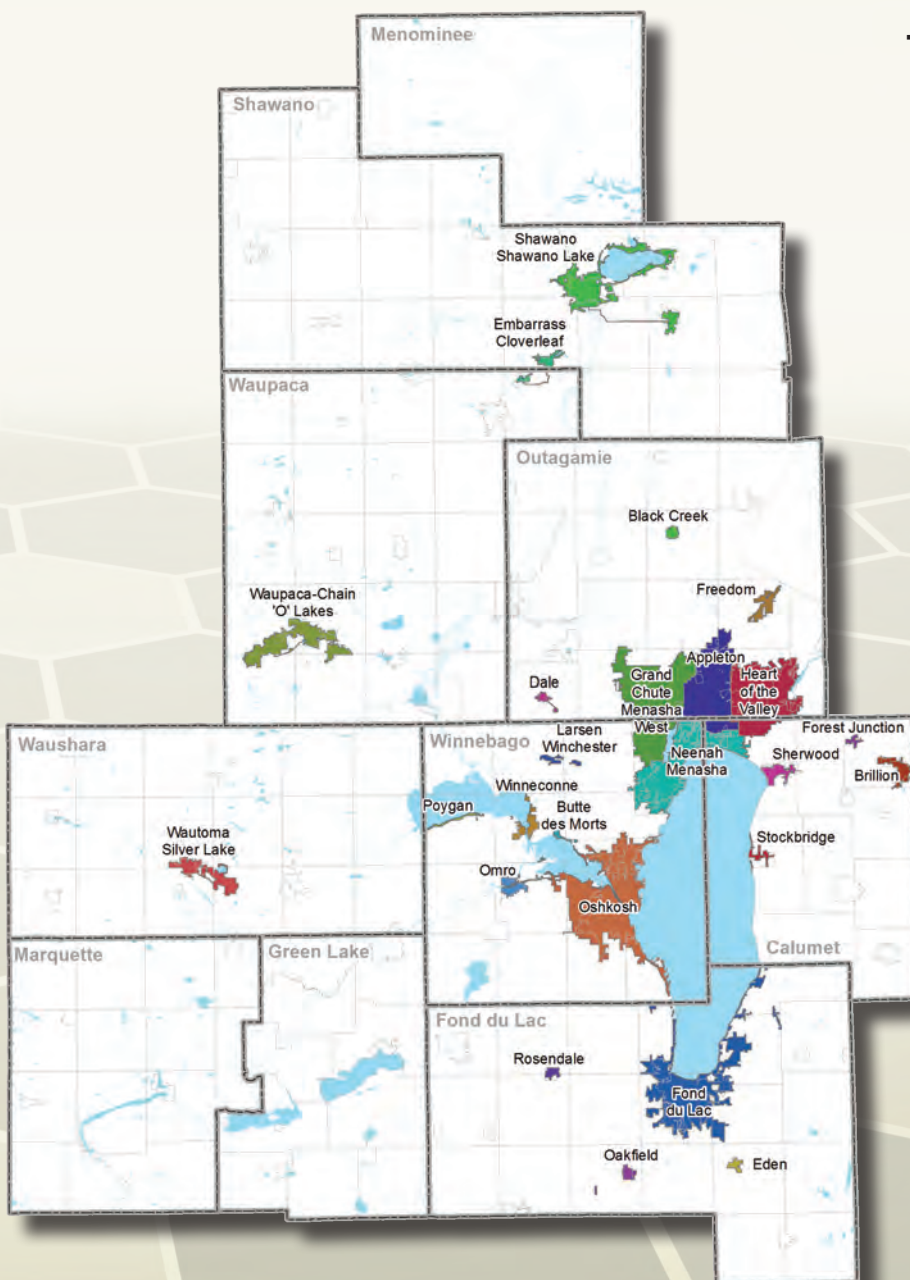 Menominee
Shawano
Shawano
Shawano Lake
Embarrass
Cloverleaf
Waupaca
Outagamie
Black Creek
Freedom
Waupaca-Chain
'O' Lakes
Appleton
Grand
Chute
Menasha
West
Heart
of the
Valley
Dale
Waushara
Winnebago
Larsen
Winchester
Neenah
Menasha
Forest Junction
Sherwood
Brillion
Winneconne
Poygan
Butte
des Morts
Wautoma
Silver Lake
Stockbridge
Omro
Oshkosh
Calumet
Marquette
Green Lake
Fond du Lac
Rosendale
Fond
du Lac
Oakfield
Eden